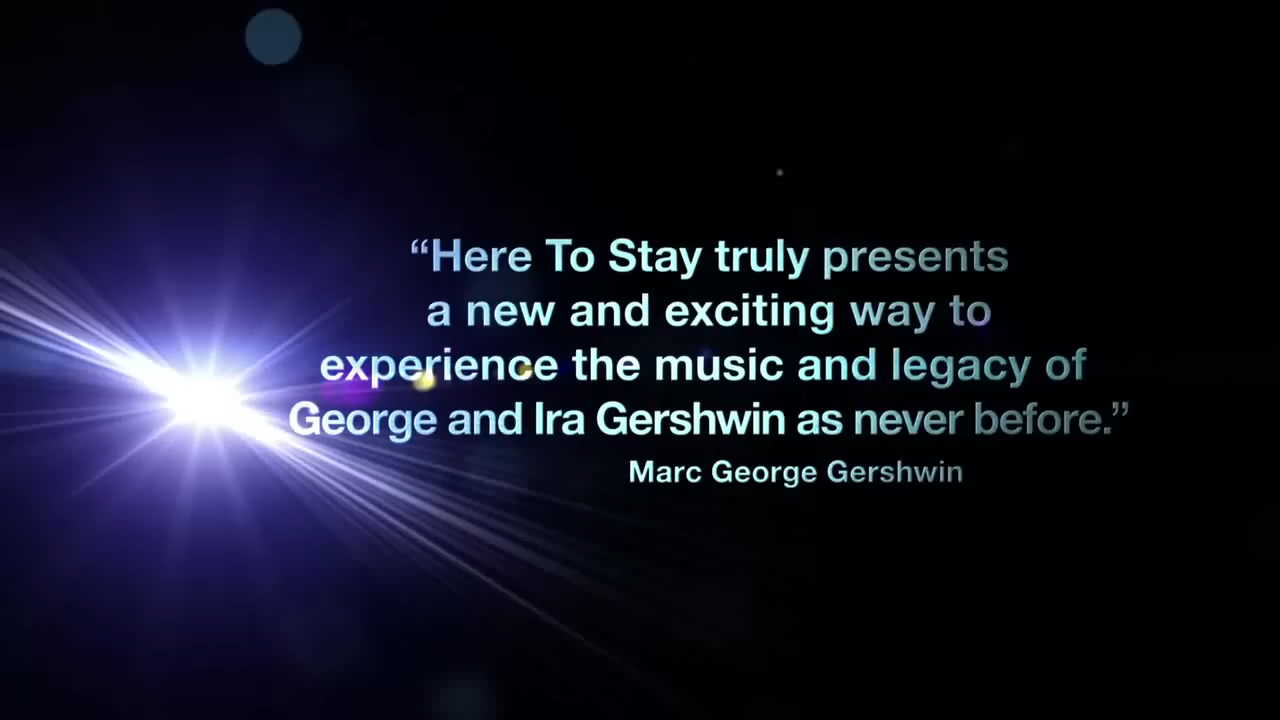 “Here To Stay truly presents
a new and exciting way to
experience the music and legacy of
George and Ira Gershwin as never before.”
Marc George Gershwin